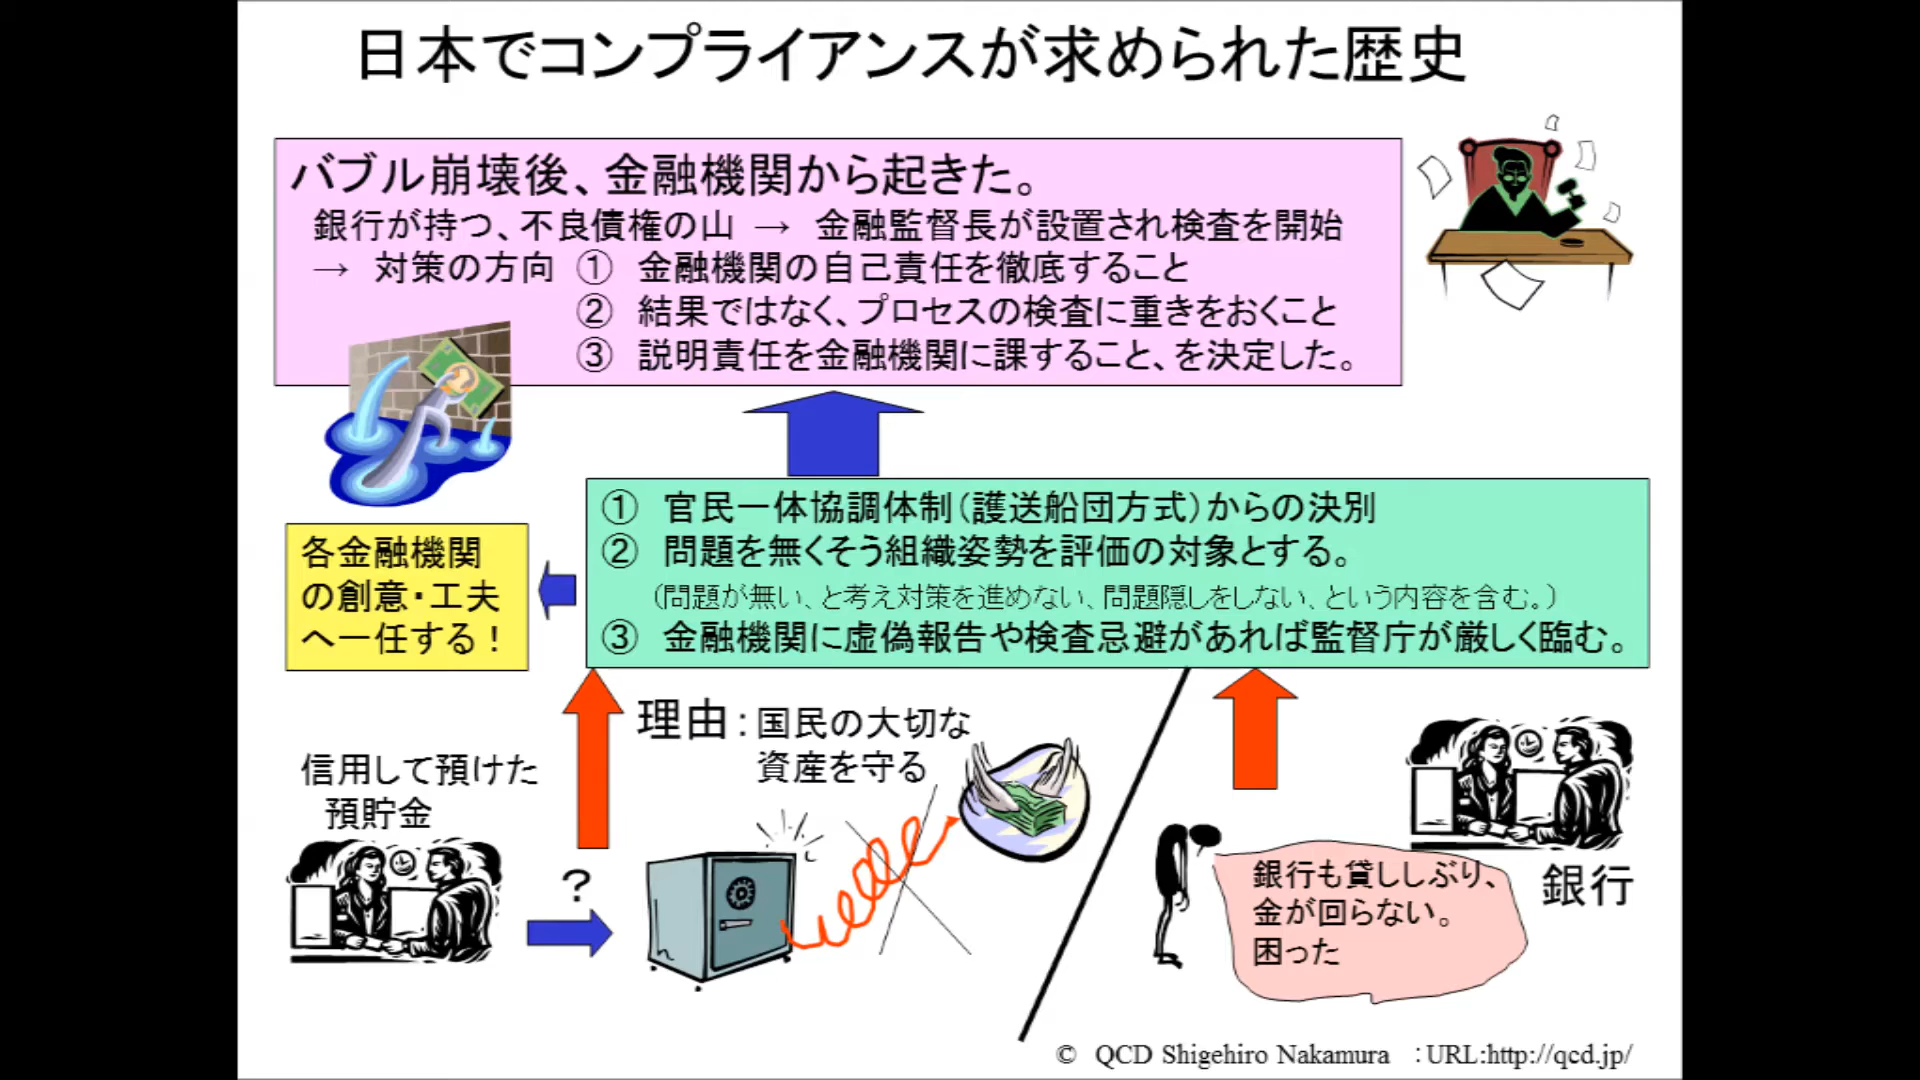 日本でコンプライアンスが求められた歴史
バブル崩壊後、金融機関から起きた。
銀行が持つ、不良債権の山 → 金融監督長が設置され検査を開始
→ 対策の方向 ① 金融機関の自己責任を徹底すること
② 結果ではなく、プロセスの検査に重きをおくこと
③ 説明責任を金融機関に課すること、を決定した。
① 官民一体協調体制（護送船団方式）からの決別
② 問題を無くそう組織姿勢を評価の対象とする。
（問題が無い、と考え対策を進めない、問題隠しをしない、という内容を含む。）
③ 金融機関に虚偽報告や検査忌避があれば監督庁が厳しく臨む。
各金融機関
の創意・工夫
へ一任する！
理由：国民の大切な
資産を守る
信用して預けた
預貯金
？
銀行も貸ししぶり、
金が回らない。
困った
銀行
© QCD Shigehiro Nakamura ：URL:http://qcd.jp/